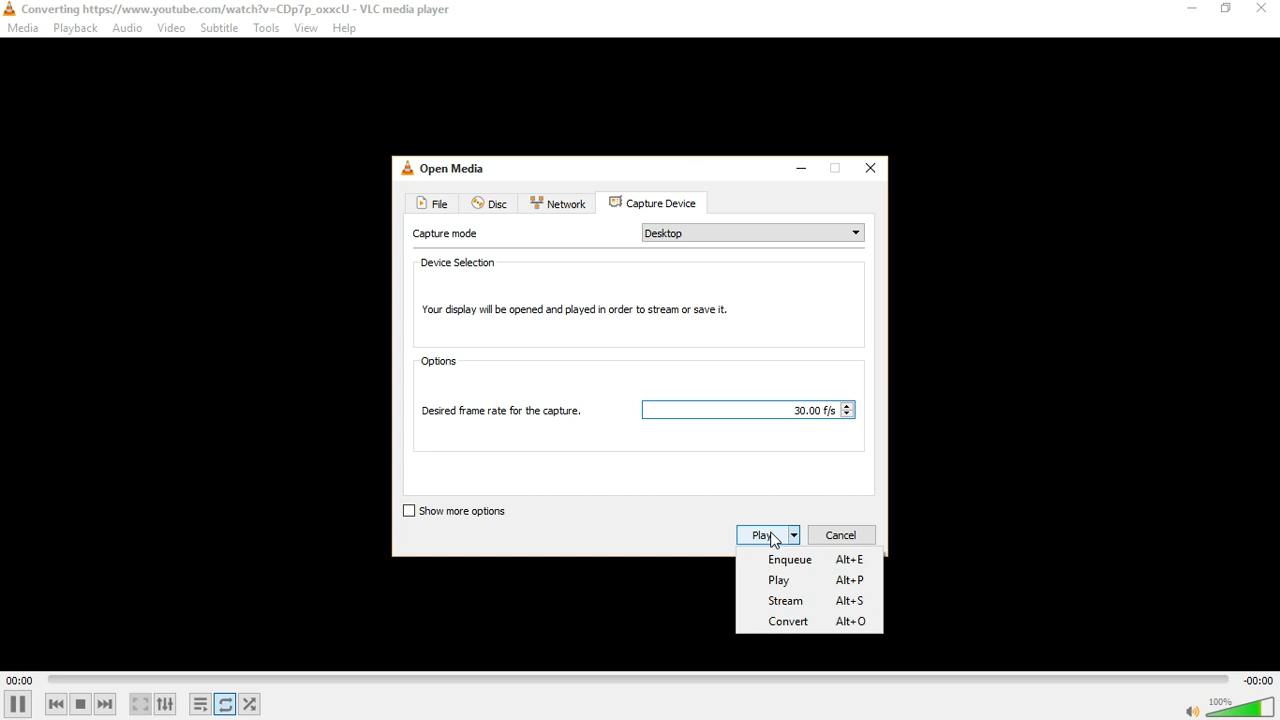 Converting https://www.youtube.com/watch?v=CDp7p_oxxcU - VLC media player
Media Playback Audio Video Subtitle Tools View Help
Open Media
File Disc Network Capture Device
Capture mode Desktop
Device Selection
Your display will be opened and played in order to stream or save it.
Options
Desired frame rate for the capture. 30.00 f/s
Show more options
Play Cancel
Enqueue Alt+E
Play Alt+P
Stream Alt+S
Convert Alt+O
00:00 -00:00
100%